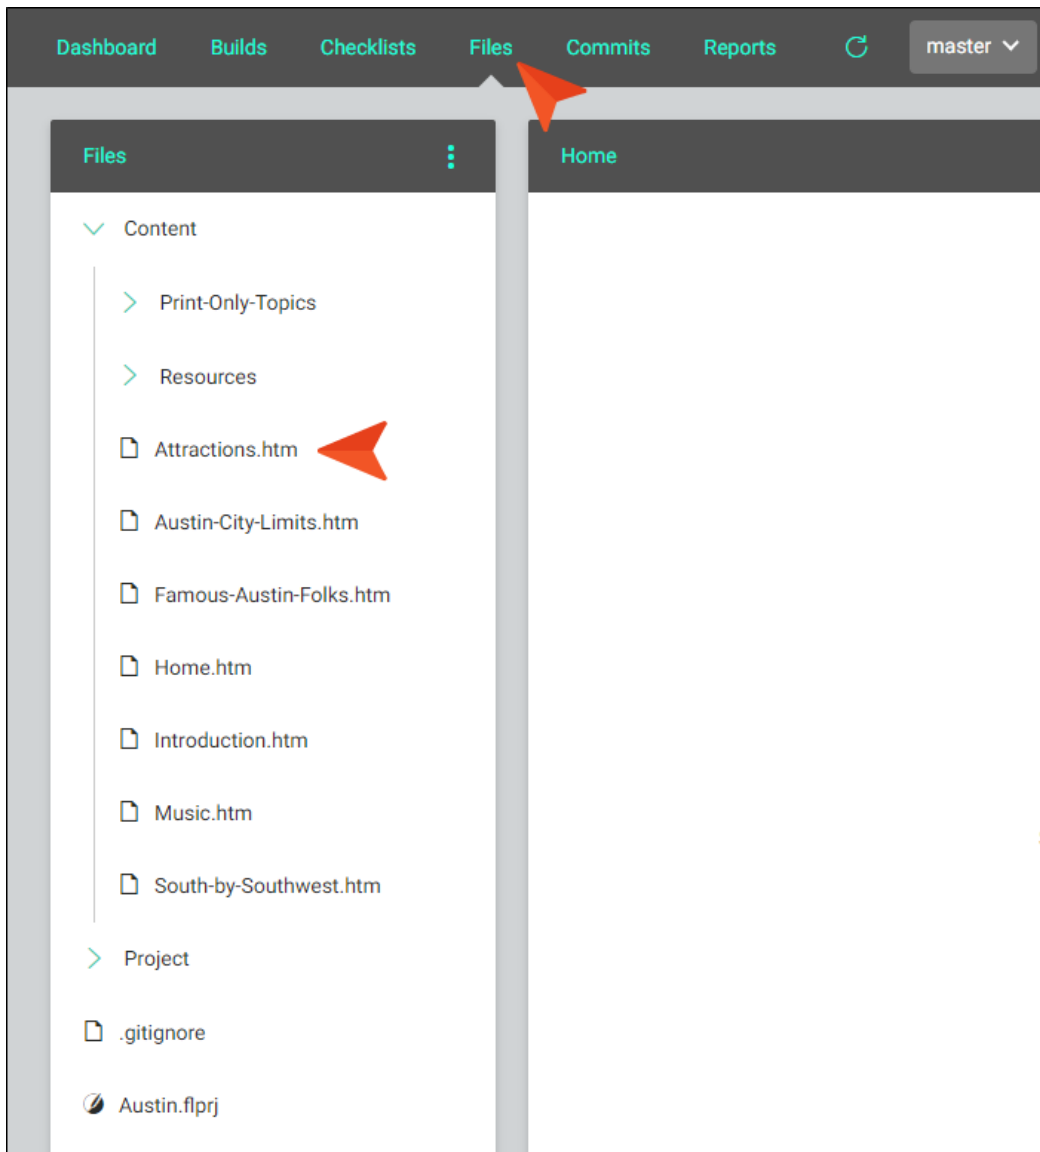 Dashboard Builds Checklists Files Commits Reports master
Files
Home
Content
Print-Only-Topics
Resources
Attractions.htm
Austin-City-Limits.htm
Famous-Austin-Folks.htm
Home.htm
Introduction.htm
Music.htm
South-by-Southwest.htm
Project
.gitignore
Austin.flprj